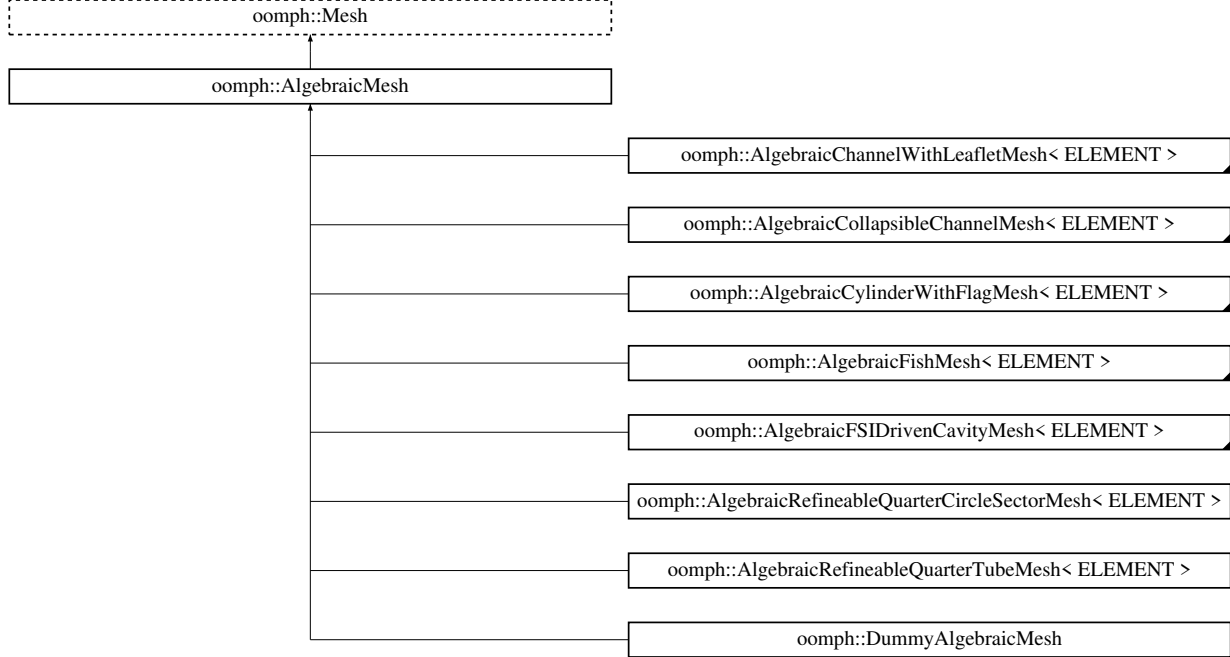 oomph::Mesh
oomph::AlgebraicMesh
oomph::AlgebraicChannelWithLeafletMesh< ELEMENT >
oomph::AlgebraicCollapsibleChannelMesh< ELEMENT >
oomph::AlgebraicCylinderWithFlagMesh< ELEMENT >
oomph::AlgebraicFishMesh< ELEMENT >
oomph::AlgebraicFSIDrivenCavityMesh< ELEMENT >
oomph::AlgebraicRefineableQuarterCircleSectorMesh< ELEMENT >
oomph::AlgebraicRefineableQuarterTubeMesh< ELEMENT >
oomph::DummyAlgebraicMesh